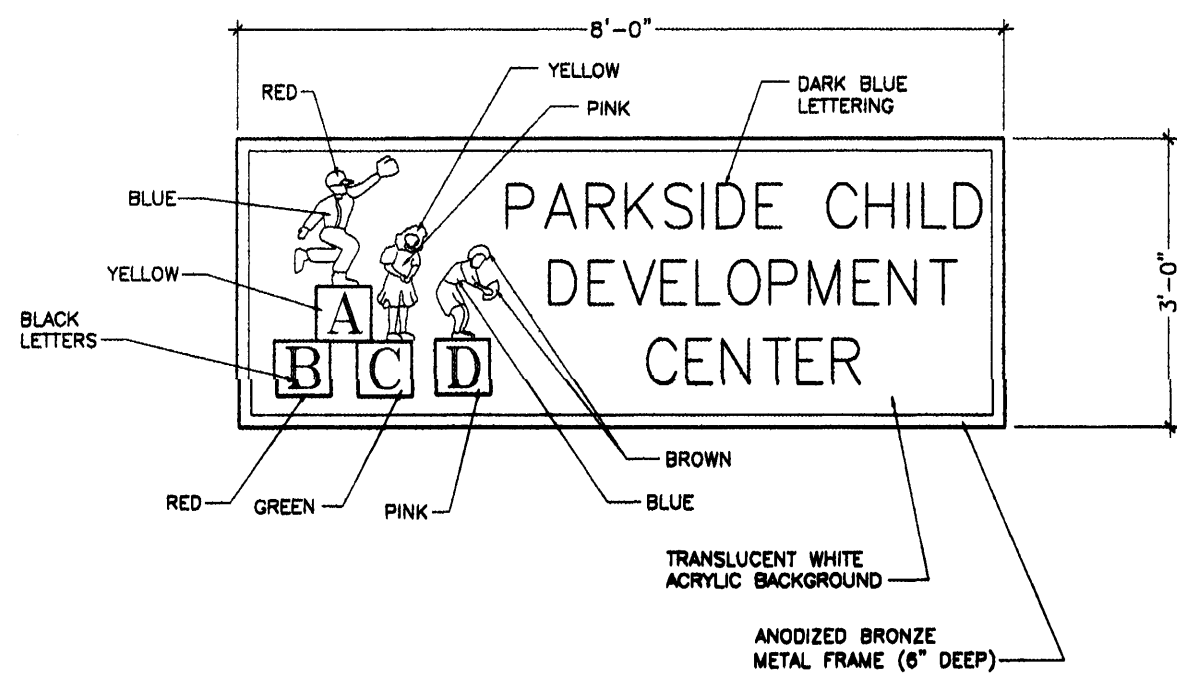 8'-0"
YELLOW
RED
PINK
DARK BLUE
LETTERING
BLUE
PARKSIDE CHILD
DEVELOPMENT
CENTER
YELLOW
3'-0"
BLACK
LETTERS
A
B C D
BROWN
RED
GREEN
PINK
BLUE
TRANSLUCENT WHITE
ACRYLIC BACKGROUND
ANODIZED BRONZE
METAL FRAME (6" DEEP)